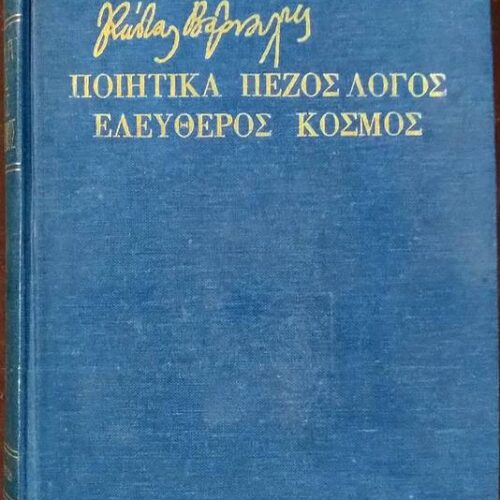 Κώστας Βάρναλης
ΠΟΙΗΤΙΚΑ ΠΕΖΟΣ ΛΟΓΟΣ
ΕΛΕΥΘΕΡΟΣ ΚΟΣΜΟΣ